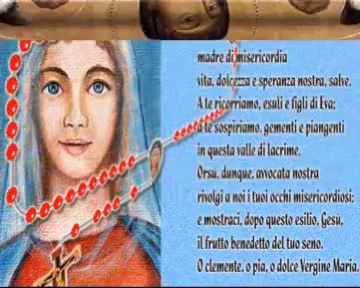 madre di misericordia
vita, dolcezza e speranza nostra, salve.
A te ricorriamo, esuli e figli di Eva;
a te sospiriamo, gementi e piangenti
in questa valle di lacrime.
Orsù, dunque, avvocata nostra
rivolgi a noi i tuoi occhi misericordiosi;
e mostraci, dopo questo esilio, Gesù,
il frutto benedetto del tuo seno.
O clemente, o pia, o dolce Vergine Maria.